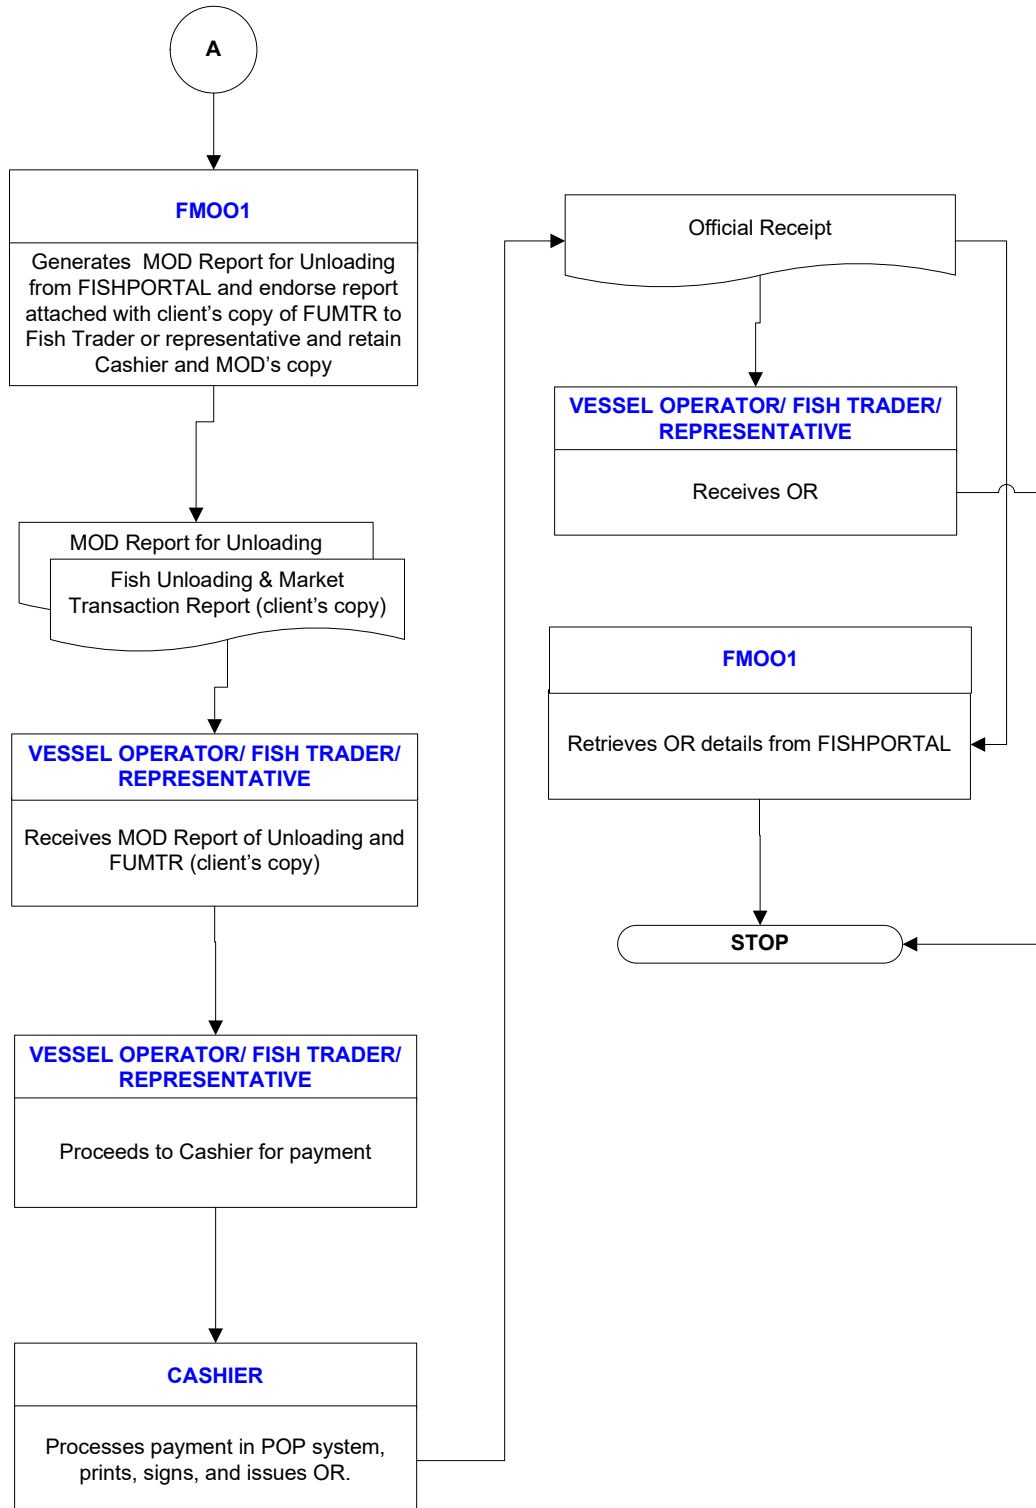 A
FMOO1
Generates MOD Report for Unloading
from FISHPORTAL and endorse report
attached with client's copy of FUMTR to
Fish Trader or representative and retain
Cashier and MOD's copy
MOD Report for Unloading
Fish Unloading & Market
Transaction Report (client's copy)
VESSEL OPERATOR/ FISH TRADER/
REPRESENTATIVE
Receives MOD Report of Unloading and
FUMTR (client's copy)
VESSEL OPERATOR/ FISH TRADER/
REPRESENTATIVE
Proceeds to Cashier for payment
CASHIER
Processes payment in POP system,
prints, signs, and issues OR.
Official Receipt
VESSEL OPERATOR/ FISH TRADER/
REPRESENTATIVE
Receives OR
FMOO1
Retrieves OR details from FISHPORTAL
STOP